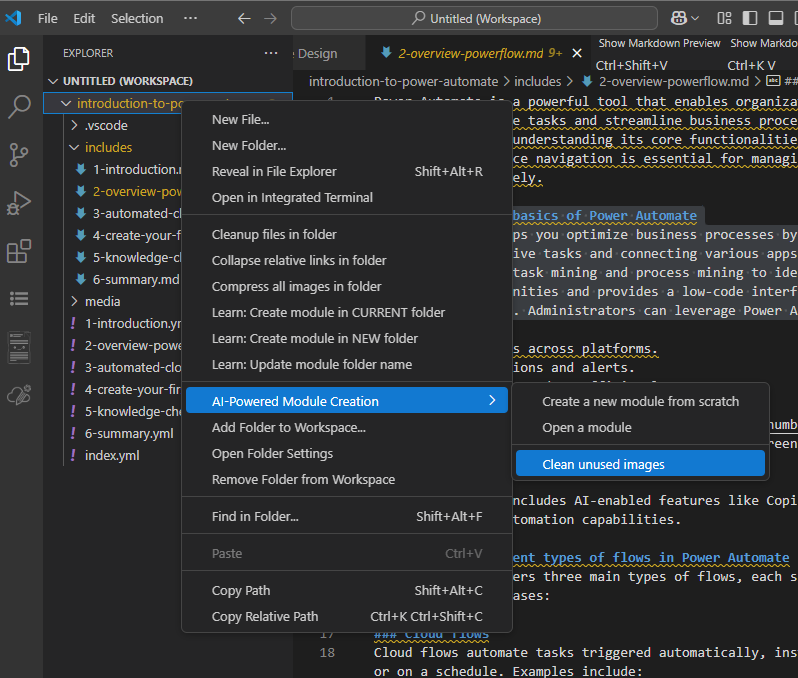 File Edit Selection ··· Untitled (Workspace)
EXPLORER ···
Design 2-overview-powerflow.md 9+ Show Markdown Preview Show Markdo
Ctrl+Shift+V Ctrl+K V
UNTITLED (WORKSPACE)
introduction-to-power-automate > includes > 2-overview-powerflow.md > ##
introduction-to-po
.vscode
includes
1-introduction.
2-overview-pow
3-automated-cl
4-create-your-f
5-knowledge-ch
6-summary.md
media
1-introduction.ym
2-overview-powe
3-automated-clo
4-create-your-fir
5-knowledge-che
6-summary.yml
index.yml
New File...
New Folder...
Reveal in File Explorer Shift+Alt+R
Open in Integrated Terminal
Cleanup files in folder
Collapse relative links in folder
Compress all images in folder
Learn: Create module in CURRENT folder
Learn: Create module in NEW folder
Learn: Update module folder name
AI-Powered Module Creation
Add Folder to Workspace...
Open Folder Settings
Remove Folder from Workspace
Find in Folder... Shift+Alt+F
Paste Ctrl+V
Copy Path Shift+Alt+C
Copy Relative Path Ctrl+K Ctrl+Shift+C
Create a new module from scratch
Open a module
Clean unused images
a powerful tool that enables organiza
e tasks and streamline business proce
understanding its core functionalitie
ce navigation is essential for managi
ely.
basics of Power Automate
ps you optimize business processes by
ive tasks and connecting various apps
task mining and process mining to ide
nities and provides a low-code interf
. Administrators can leverage Power A
s across platforms.
ions and alerts.
numb
reen
ncludes AI-enabled features like Copi
tomation capabilities.
ent types of flows in Power Automate
ers three main types of flows, each s
ases:
17 ### Cloud flows
18 Cloud flows automate tasks triggered automatically, ins
or on a schedule. Examples include: